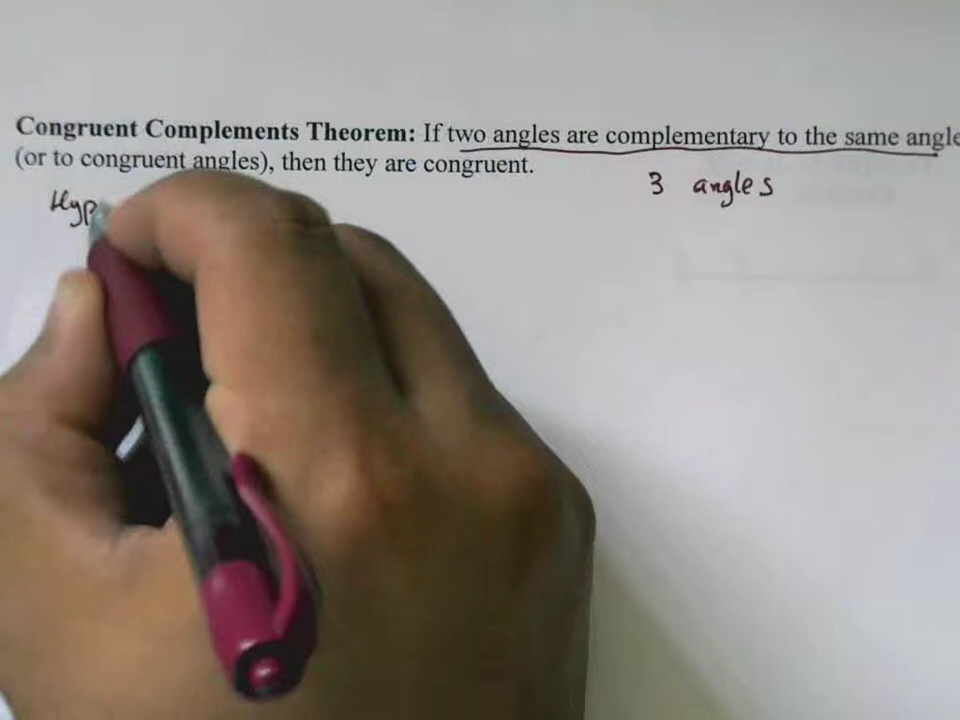 Congruent Complements Theorem: If two angles are complementary to the same angle
(or to congruent angles), then they are congruent.
3 angles
Hyp